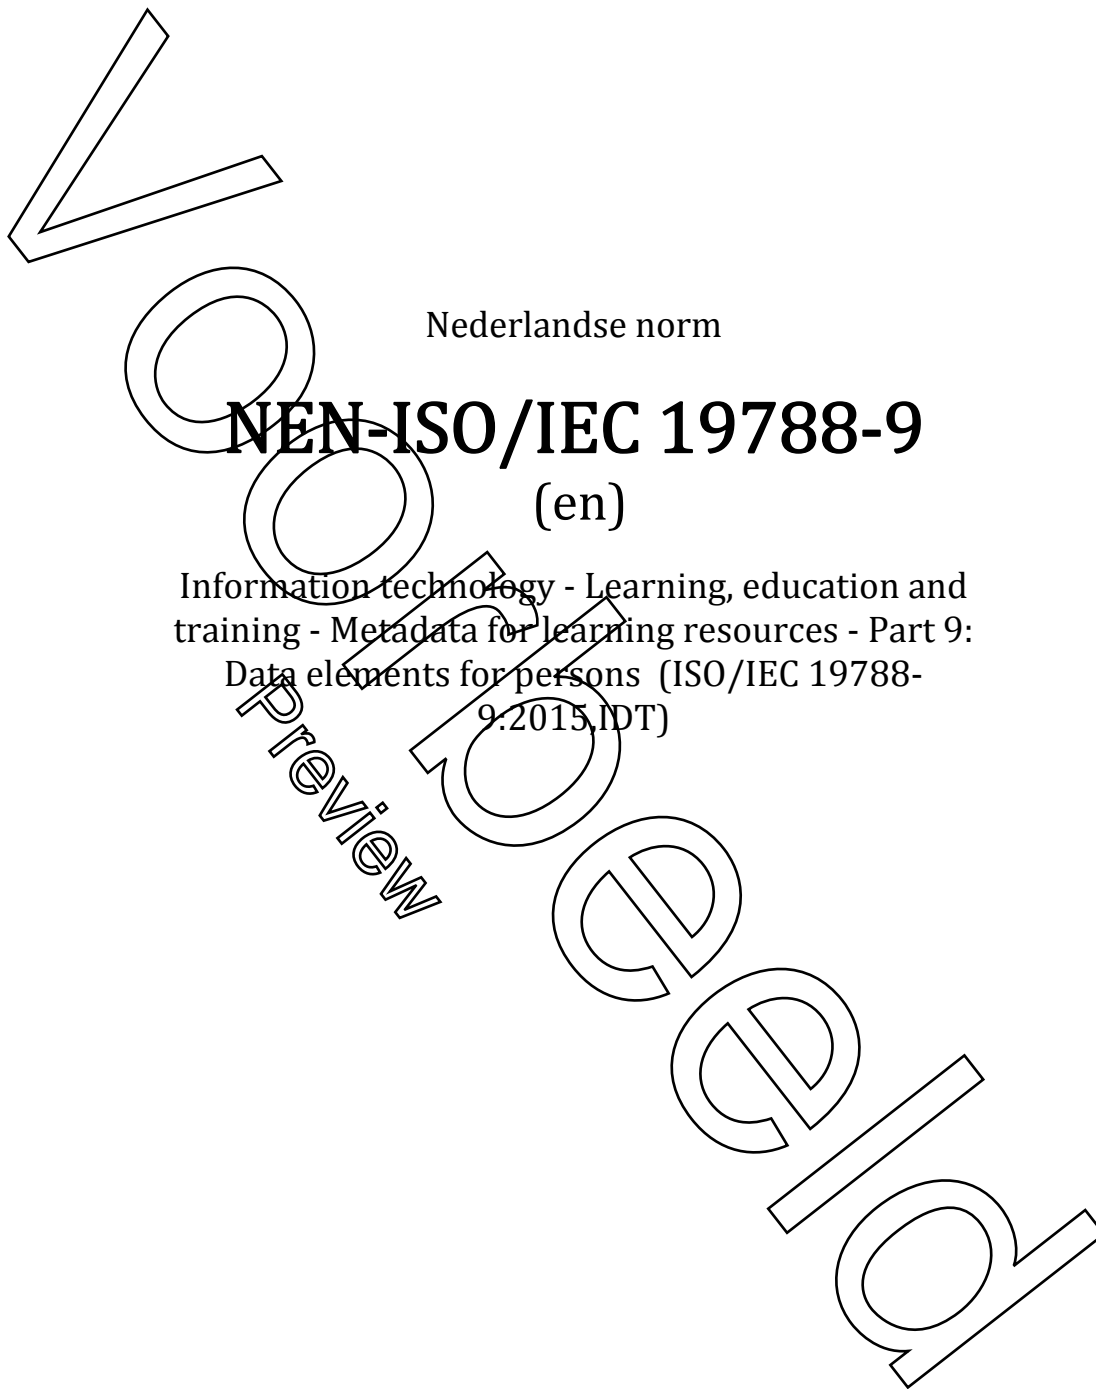 Nederlandse norm
NEN-ISO/IEC 19788-9
(en)
Information technology - Learning, education and
training - Metadata for learning resources - Part 9:
Data elements for persons (ISO/IEC 19788-
9:2015,IDT)
Voorbeeld
Preview